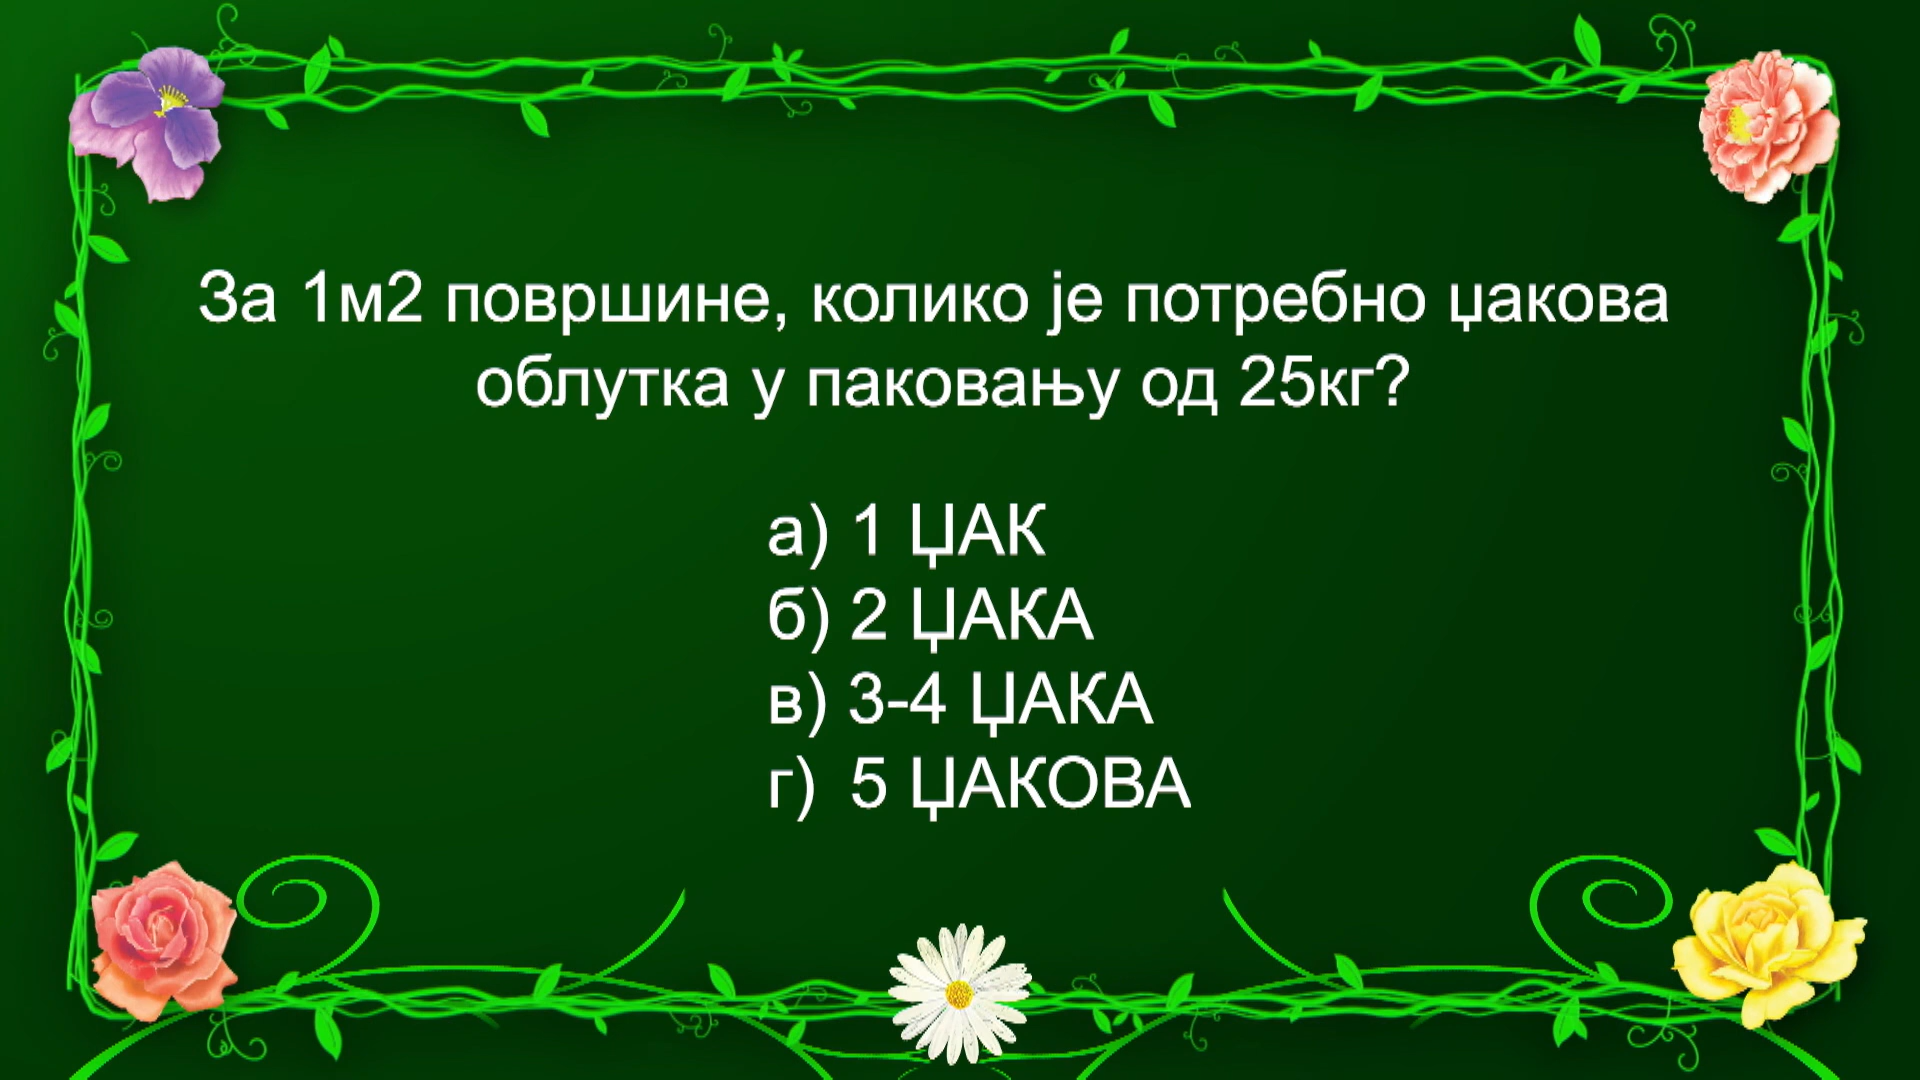 За 1м2 површине, колико је потребно џакова
облутка у паковању од 25кг?
а) 1 ЏАК
б) 2 ЏАКА
в) 3-4 ЏАКА
г) 5 ЏАКОВА